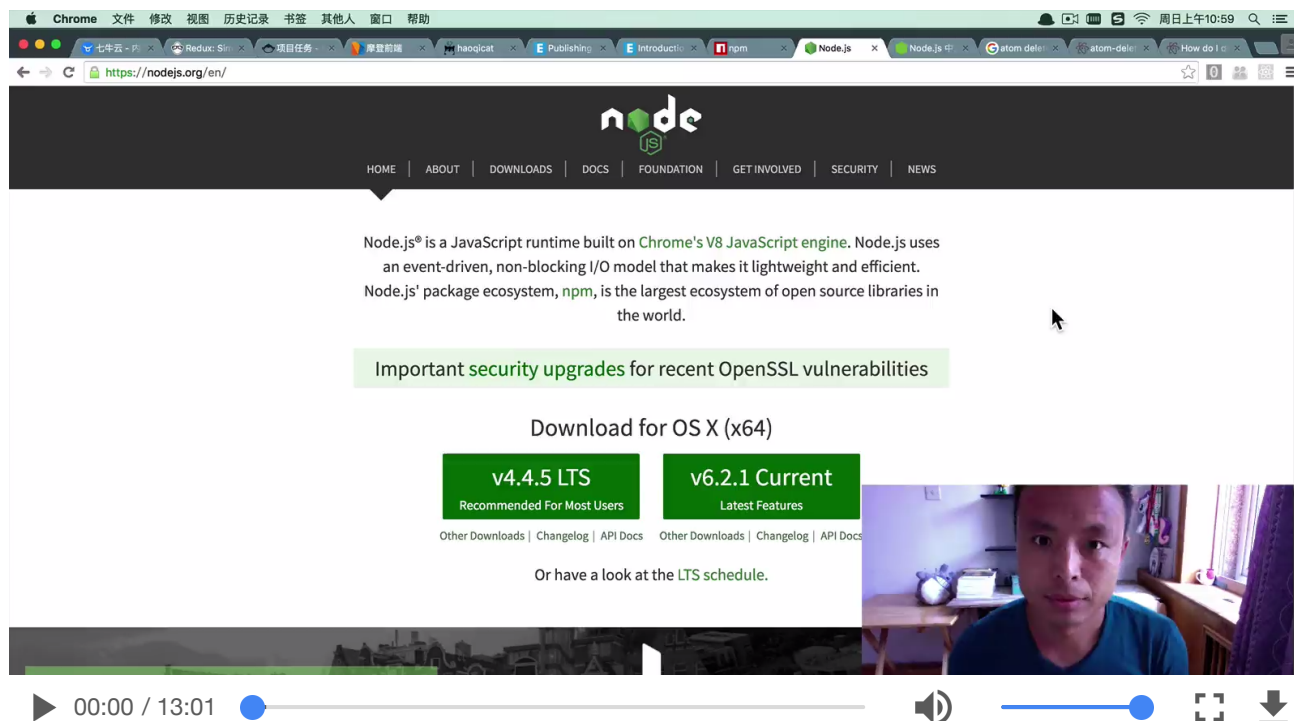 Chrome 文件 修改 视图 历史记录 书签 其他人 窗口 帮助 周日上午10:59
七牛云 - 内 Redux: Sim 项目任务 - 摩登前端 haoqicat Publishing Introductio npm Node.js Node.js 中 atom delet atom-delet How do I c
https://nodejs.org/en/
node
JS
HOME ABOUT DOWNLOADS DOCS FOUNDATION GET INVOLVED SECURITY NEWS
Node.js® is a JavaScript runtime built on Chrome's V8 JavaScript engine. Node.js uses
an event-driven, non-blocking I/O model that makes it lightweight and efficient.
Node.js' package ecosystem, npm, is the largest ecosystem of open source libraries in
the world.
Important security upgrades for recent OpenSSL vulnerabilities
Download for OS X (x64)
v4.4.5 LTS v6.2.1 Current
Recommended For Most Users Latest Features
Other Downloads | Changelog | API Docs Other Downloads | Changelog | API Docs
Or have a look at the LTS schedule.
00:00 / 13:01